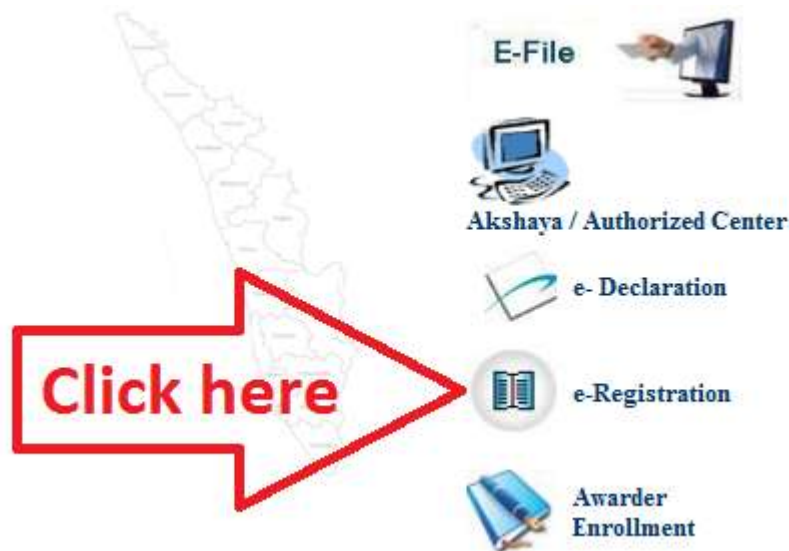 E-File
Akshaya / Authorized Center
e- Declaration
Click here
e-Registration
Awarder
Enrollment